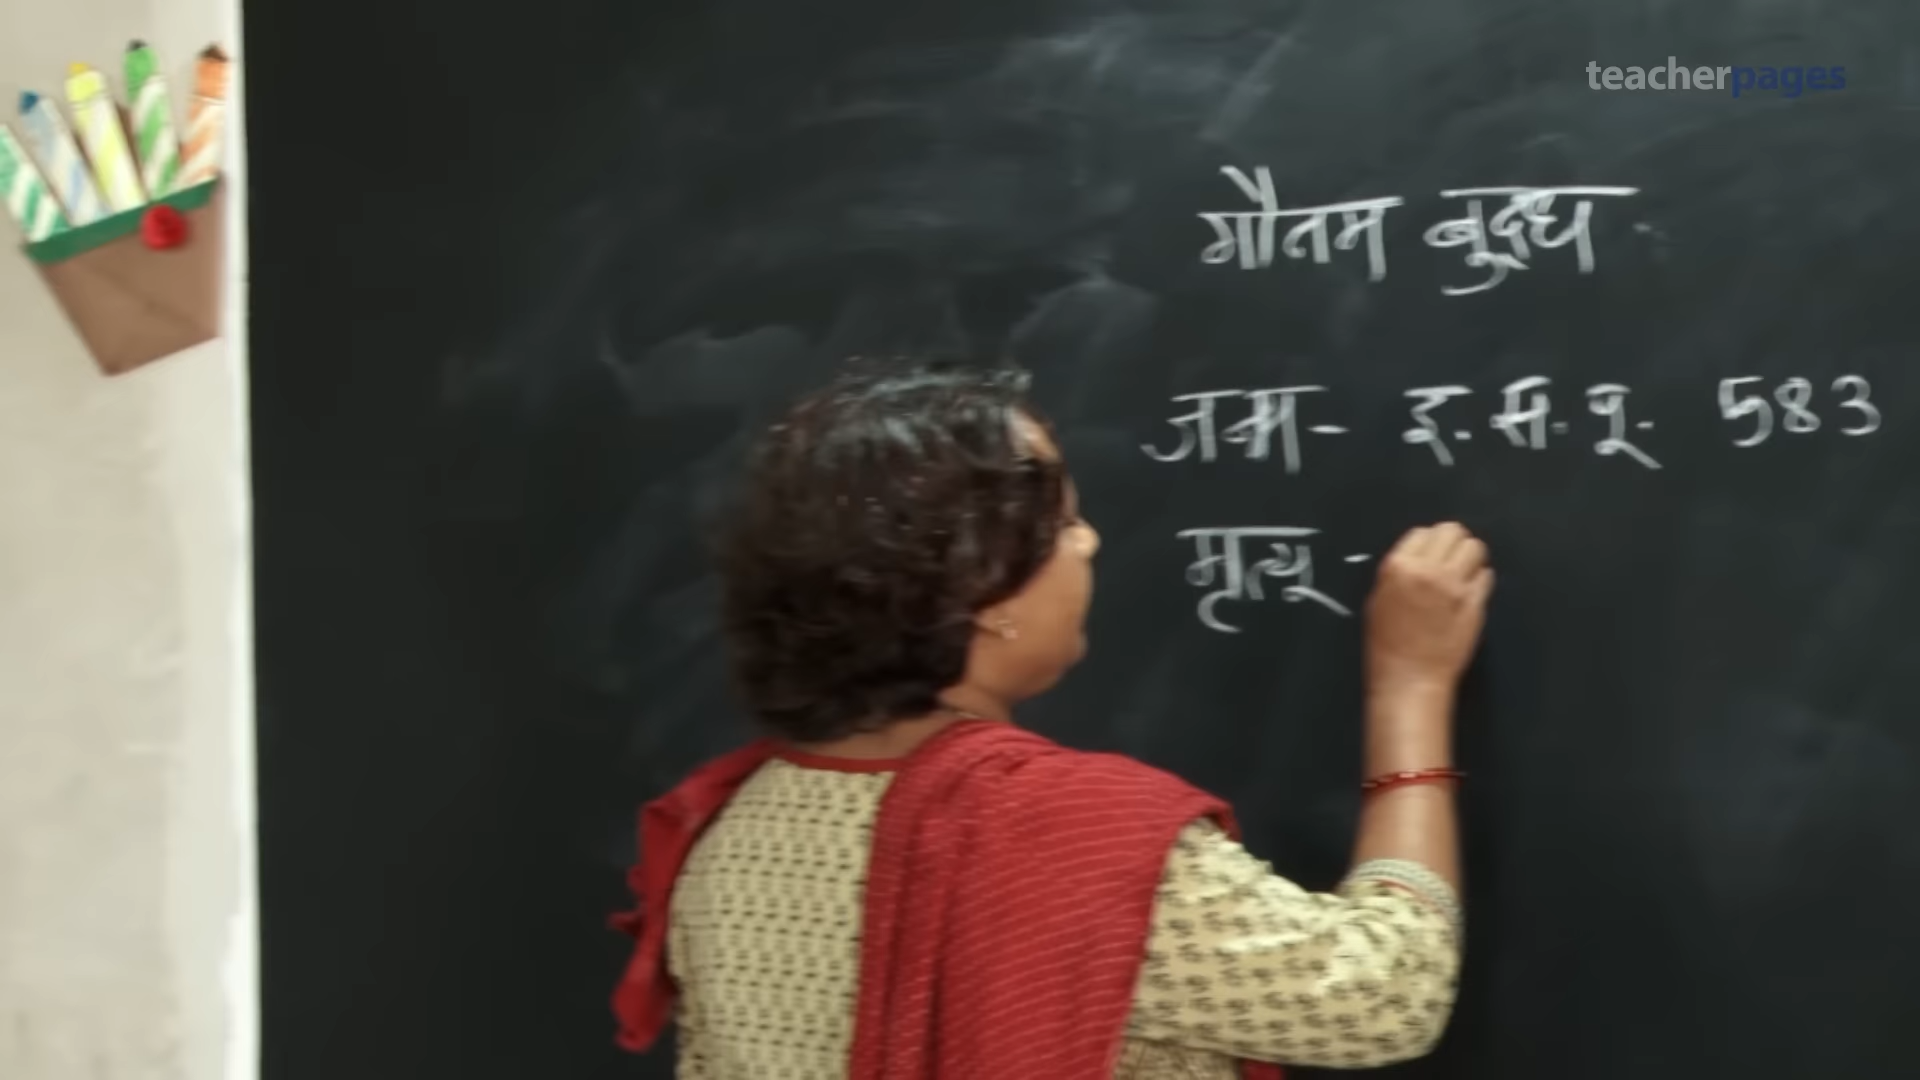 teacherpages
गौतम बुद्ध
जन्म- इ. स. पू. 583
मृत्यू -